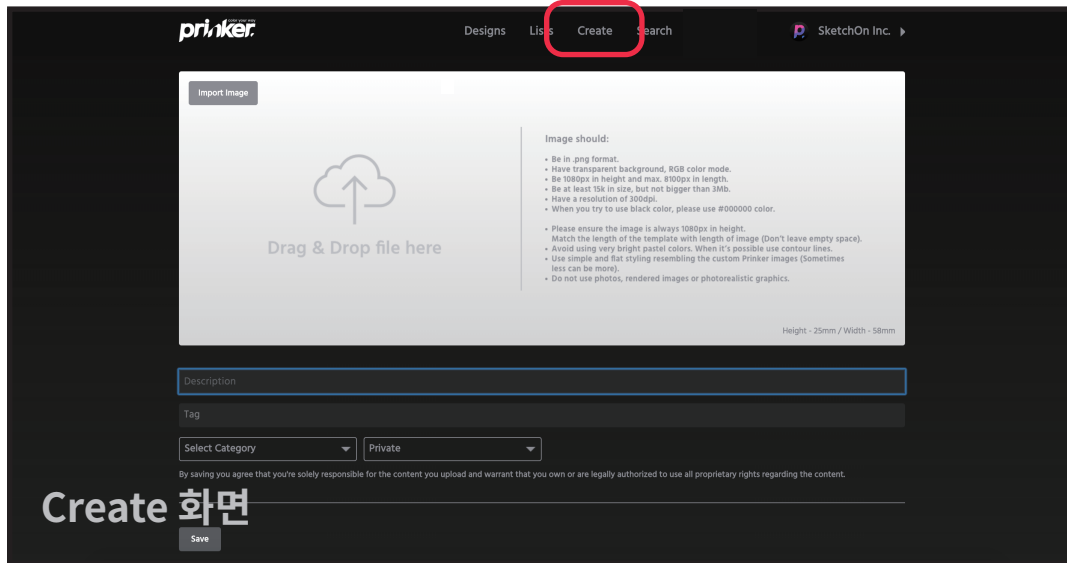 color your way
prinker.
Designs Lists Create Search SketchOn Inc.
Import Image
Drag & Drop file here
Image should:
• Be in .png format.
• Have transparent background, RGB color mode.
• Be 1080px in height and max. 8100px in length.
• Be at least 15k in size, but not bigger than 3Mb.
• Have a resolution of 300dpi.
• When you try to use black color, please use #000000 color.
• Please ensure the image is always 1080px in height.
Match the length of the template with length of image (Don't leave empty space).
• Avoid using very bright pastel colors. When it's possible use contour lines.
• Use simple and flat styling resembling the custom Prinker images (Sometimes
less can be more).
• Do not use photos, rendered images or photorealistic graphics.
Height - 25mm / Width - 58mm
Description
Tag
Select Category Private
By saving you agree that you're solely responsible for the content you upload and warrant that you own or are legally authorized to use all proprietary rights regarding the content.
Create 화면
Save